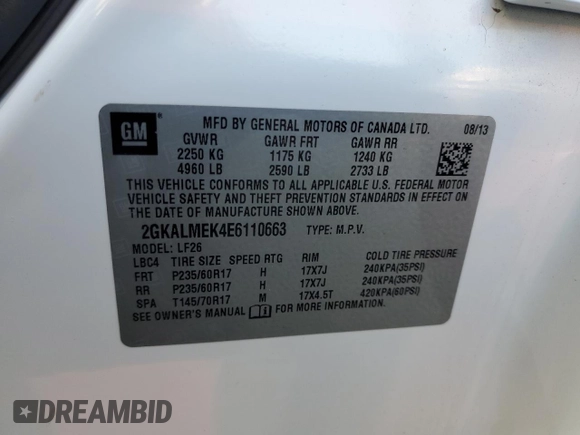 GM
MFD BY GENERAL MOTORS OF CANADA LTD. 08/13
GVWR GAWR FRT GAWR RR
2250 KG 1175 KG 1240 KG
4960 LB 2590 LB 2733 LB
THIS VEHICLE CONFORMS TO ALL APPLICABLE U.S. FEDERAL MOTOR
VEHICLE SAFETY AND THEFT PREVENTION STANDARDS IN EFFECT ON
THE DATE OF MANUFACTURE SHOWN ABOVE.
2GKALMEK4E6110663 TYPE: M.P.V.
MODEL: LF26
LBC4 TIRE SIZE SPEED RTG RIM COLD TIRE PRESSURE
FRT P235/60R17 H 17X7J 240KPA(35PSI)
RR P235/60R17 H 17X7J 240KPA(35PSI)
SPA T145/70R17 M 17X4.5T 420KPA(60PSI)
SEE OWNER'S MANUAL FOR MORE INFORMATION.
DREAMBID